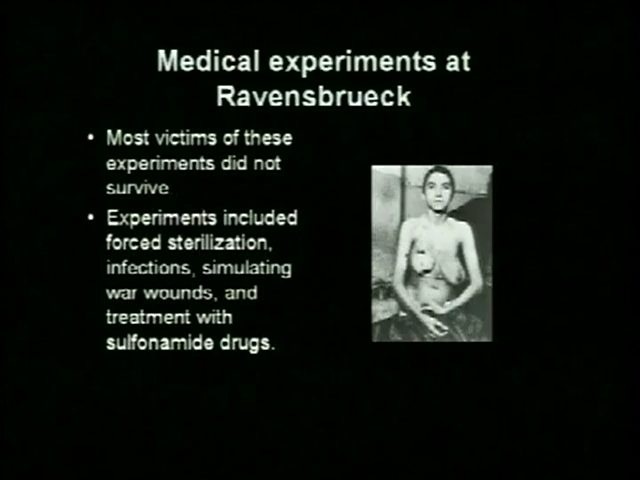 Medical experiments at
Ravensbrueck
• Most victims of these
experiments did not
survive
• Experiments included
forced sterilization,
infections, simulating
war wounds, and
treatment with
sulfonamide drugs.